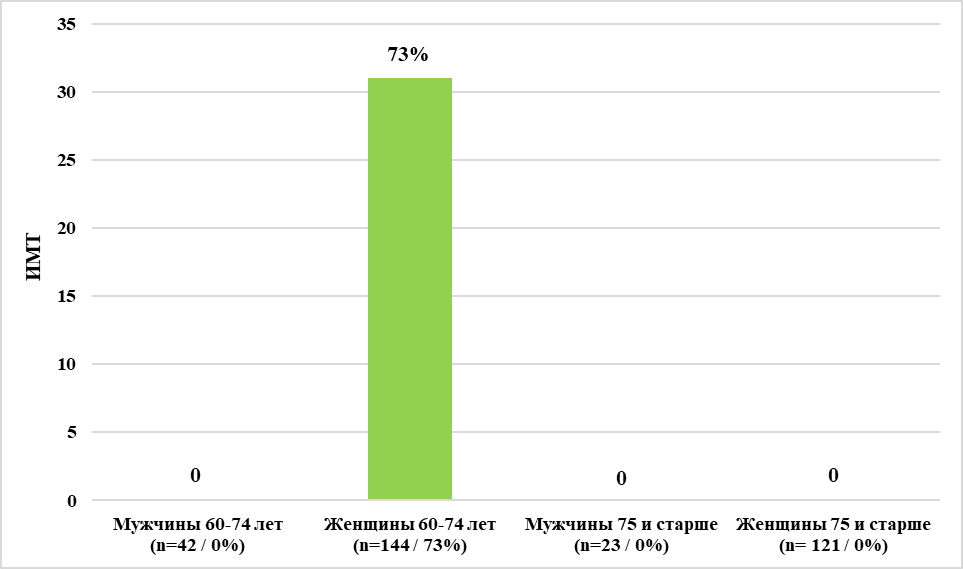 35
73%
30
25
20
ИМТ
15
10
5
0
0
0
0
0
Мужчины 60-74 лет
(n=42 / 0%)
Женщины 60-74 лет
(n=144 / 73%)
Мужчины 75 и старше
(n=23 / 0%)
Женщины 75 и старше
(n= 121 / 0%)